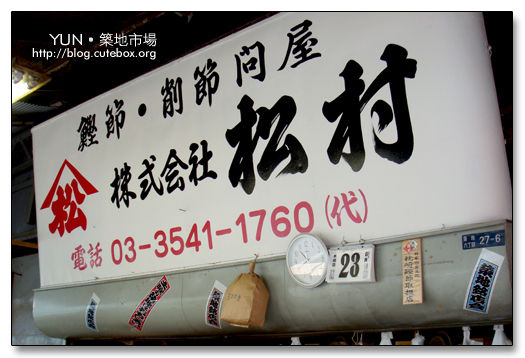 YUN • 築地市場
http://blog.cutebox.org
鰹節・削節問屋
松
株式会社 松村
電話 03-3541-1760(代)
23
27-6